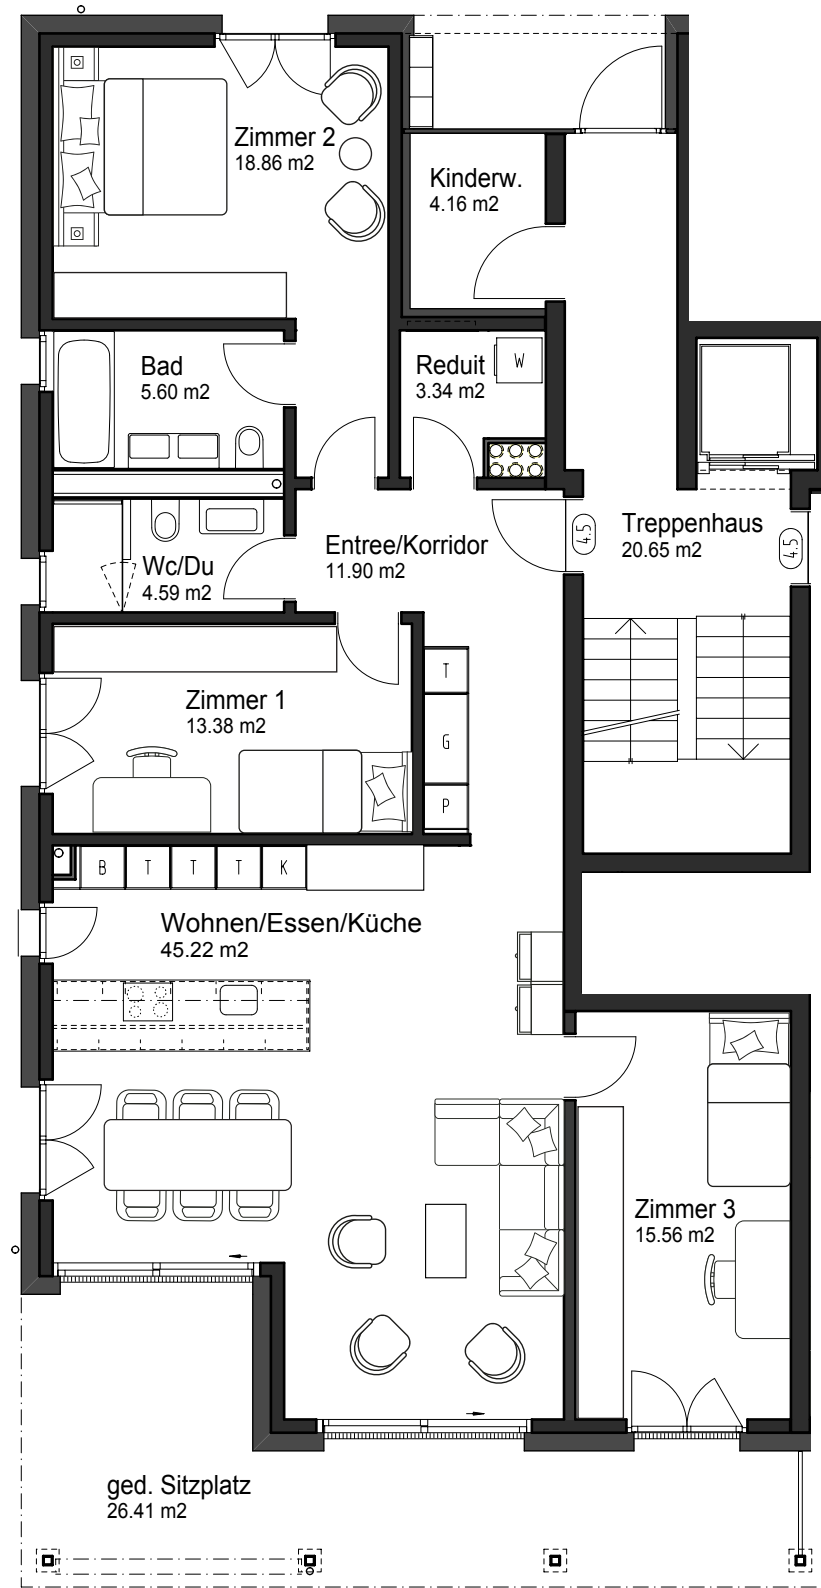 Zimmer 2
18.86 m2
Kinderw.
4.16 m2
Bad
5.60 m2
Reduit
3.34 m2
W
Entree/Korridor
11.90 m2
4.5
Treppenhaus
20.65 m2
4.5
Wc/Du
4.59 m2
Zimmer 1
13.38 m2
T
G
P
B T T T K
Wohnen/Essen/Küche
45.22 m2
Zimmer 3
15.56 m2
ged. Sitzplatz
26.41 m2